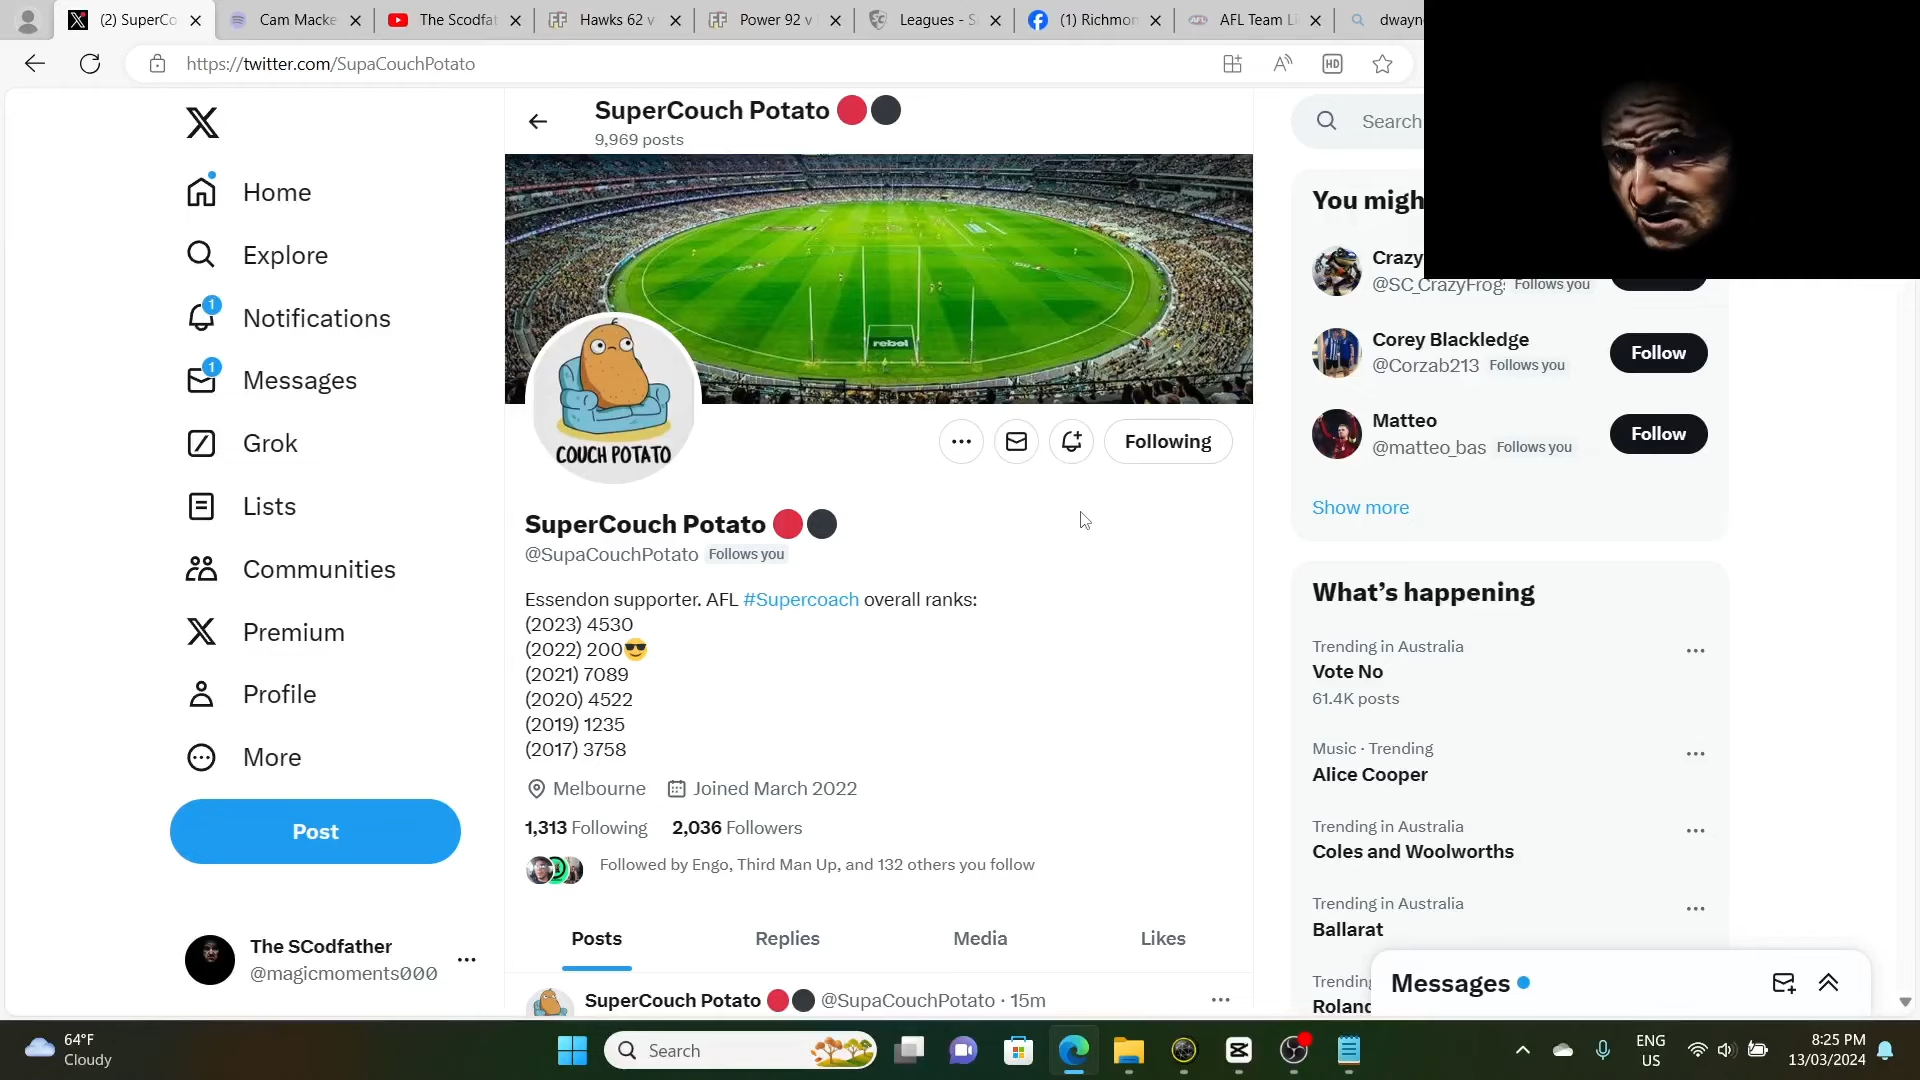 (2) SuperCo
Cam Macke
The Scodfat
Hawks 62 v
Power 92 v
Leagues - S
(1) Richmon
AFL Team Li
dwayn
https://twitter.com/SupaCouchPotato
HD
SuperCouch Potato
9,969 posts
Search
Home
Explore
1
Notifications
1
Messages
Grok
Lists
Communities
Premium
Profile
More
Post
The SCodfather
@magicmoments000
rebel
COUCH POTATO
Following
SuperCouch Potato
@SupaCouchPotato Follows you
Essendon supporter. AFL #Supercoach overall ranks:
(2023) 4530
(2022) 200😎
(2021) 7089
(2020) 4522
(2019) 1235
(2017) 3758
Melbourne Joined March 2022
1,313 Following 2,036 Followers
Followed by Engo, Third Man Up, and 132 others you follow
Posts Replies Media Likes
SuperCouch Potato @SupaCouchPotato · 15m
You migh
Crazy
@SC_CrazyFrog Follows you
Corey Blackledge
@Corzab213 Follows you
Follow
Matteo
@matteo_bas Follows you
Follow
Show more
What's happening
Trending in Australia
Vote No
61.4K posts
Music · Trending
Alice Cooper
Trending in Australia
Coles and Woolworths
Trending in Australia
Ballarat
Trending
Roland
Messages
64°F
Cloudy
Search
ENG
US
8:25 PM
13/03/2024